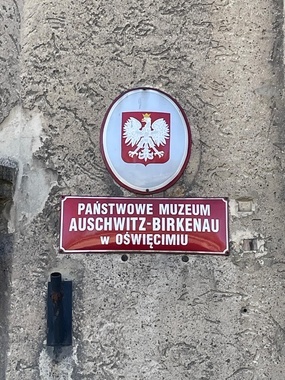 PAŃSTWOWE MUZEUM
AUSCHWITZ-BIRKENAU
w OŚWIĘCIMIU